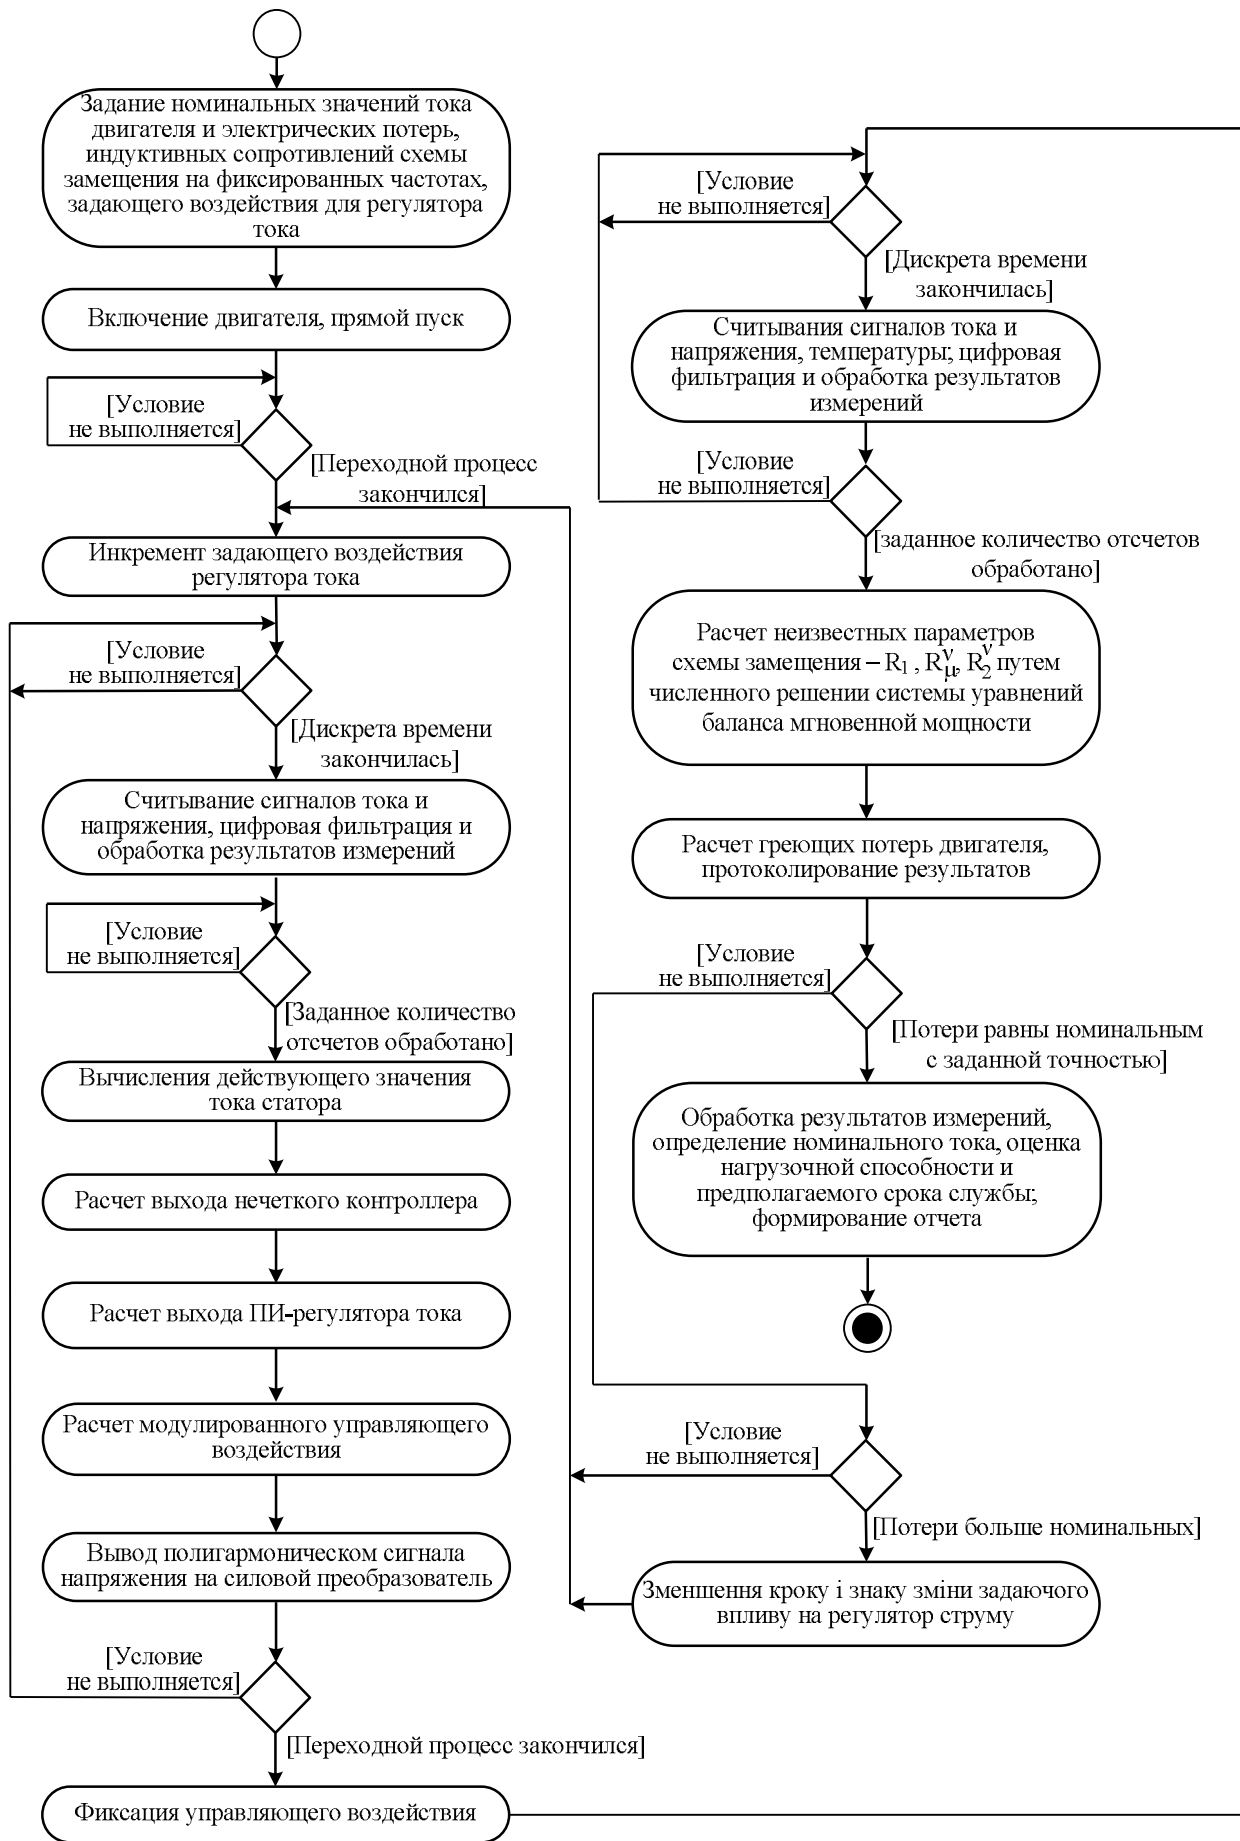 Задание номинальных значений тока
двигателя и электрических потерь,
индуктивных сопротивлений схемы
замещения на фиксированных частотах,
задающего воздействия для регулятора
тока
Включение двигателя, прямой пуск
[Условие
не выполняется]
[Переходной процесс
закончился]
Инкремент задающего воздействия
регулятора тока
[Условие
не выполняется]
[Дискрета времени
закончилась]
Считывание сигналов тока и
напряжения, цифровая фильтрация и
обработка результатов измерений
[Условие
не выполняется]
[Заданное количество
отсчетов обработано]
Вычисления действующего значения
тока статора
Расчет выхода нечеткого контроллера
Расчет выхода ПИ-регулятора тока
Расчет модулированного управляющего
воздействия
Вывод полигармоническом сигнала
напряжения на силовой преобразователь
[Условие
не выполняется]
[Переходной процесс закончился]
Фиксация управляющего воздействия
[Условие
не выполняется]
[Дискрета времени
закончилась]
Считывания сигналов тока и
напряжения, температуры; цифровая
фильтрация и обработка результатов
измерений
[Условие
не выполняется]
[заданное количество отсчетов
обработано]
Расчет неизвестных параметров
схемы замещения – R₁ , R_μ^ν, R₂^ν путем
численного решении системы уравнений
баланса мгновенной мощности
Расчет греющих потерь двигателя,
протоколирование результатов
[Условие
не выполняется]
[Потери равны номинальным
с заданной точностью]
Обработка результатов измерений,
определение номинального тока, оценка
нагрузочной способности и
предполагаемого срока службы;
формирование отчета
[Условие
не выполняется]
[Потери больше номинальных]
Зменшення кроку і знаку зміни задаючого
впливу на регулятор струму